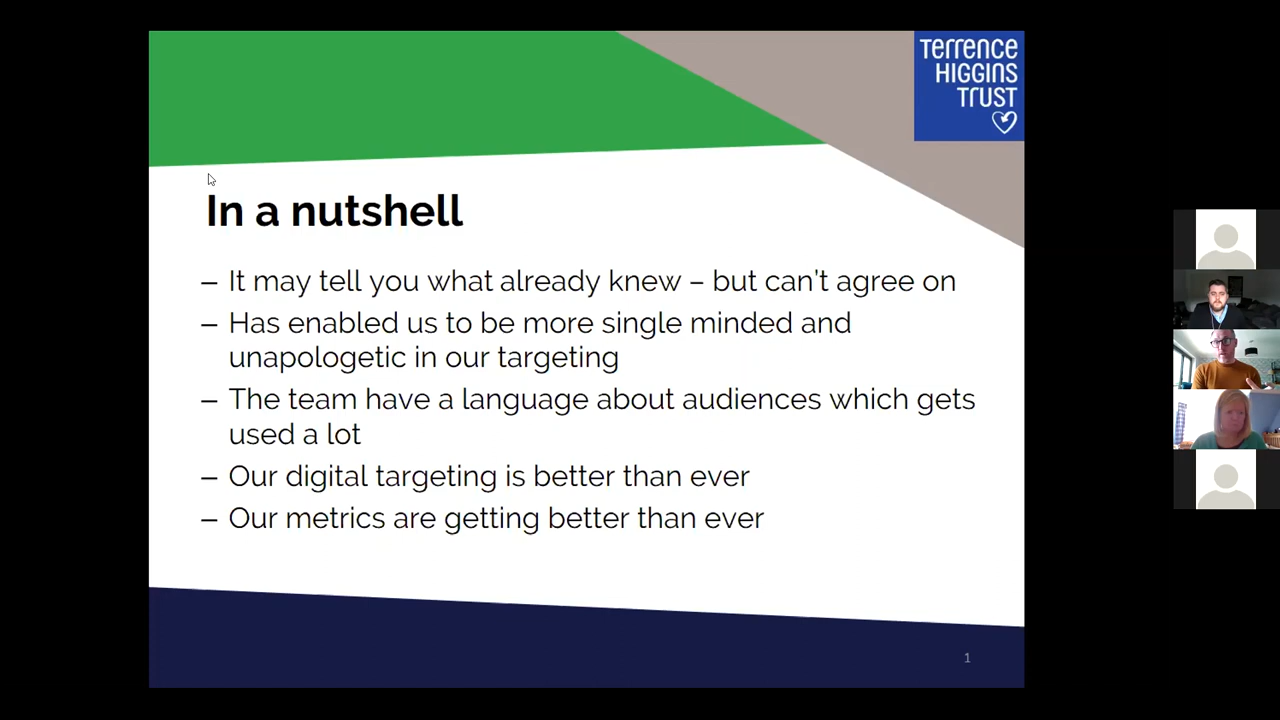 Terrence
HIGGINS
TRUST
In a nutshell
– It may tell you what already knew – but can't agree on
– Has enabled us to be more single minded and
unapologetic in our targeting
– The team have a language about audiences which gets
used a lot
– Our digital targeting is better than ever
– Our metrics are getting better than ever
1